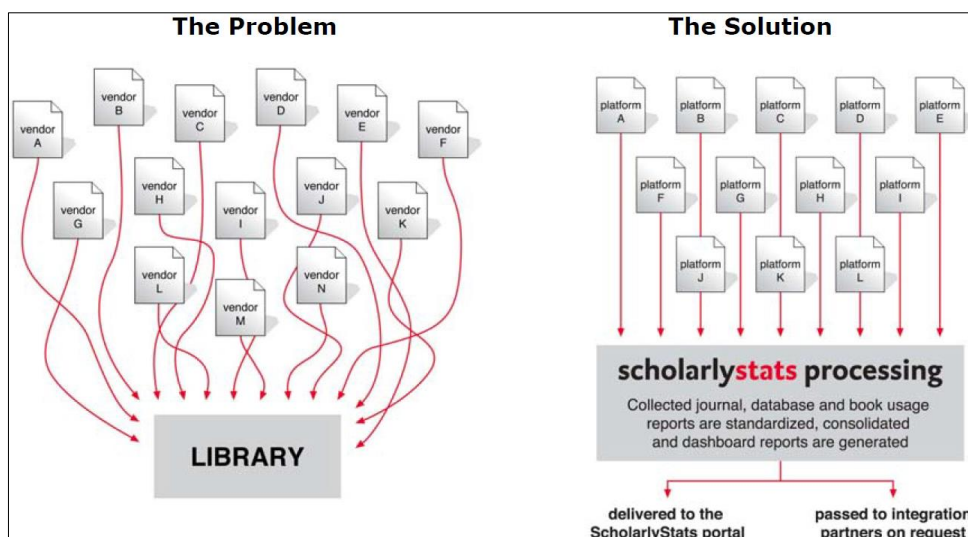 The Problem
vendor
A
vendor
B
vendor
C
vendor
D
vendor
E
vendor
F
vendor
G
vendor
H
vendor
I
vendor
J
vendor
K
vendor
L
vendor
M
vendor
N
LIBRARY
The Solution
platform
A
platform
B
platform
C
platform
D
platform
E
platform
F
platform
G
platform
H
platform
I
platform
J
platform
K
platform
L
scholarlystats processing
Collected journal, database and book usage
reports are standardized, consolidated
and dashboard reports are generated
delivered to the
ScholarlyStats portal
passed to integration
partners on request